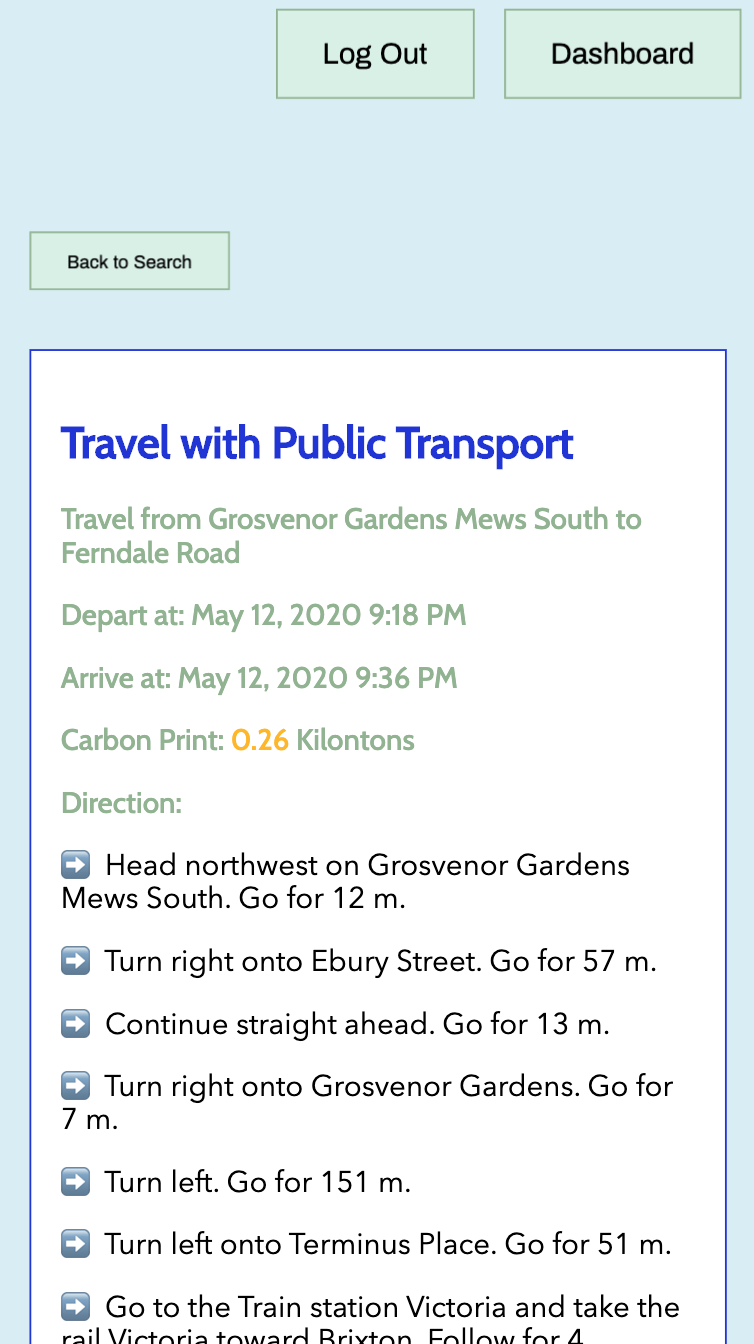 Log Out Dashboard
Back to Search
Travel with Public Transport
Travel from Grosvenor Gardens Mews South to
Ferndale Road
Depart at: May 12, 2020 9:18 PM
Arrive at: May 12, 2020 9:36 PM
Carbon Print: 0.26 Kilontons
Direction:
➡️ Head northwest on Grosvenor Gardens
Mews South. Go for 12 m.
➡️ Turn right onto Ebury Street. Go for 57 m.
➡️ Continue straight ahead. Go for 13 m.
➡️ Turn right onto Grosvenor Gardens. Go for
7 m.
➡️ Turn left. Go for 151 m.
➡️ Turn left onto Terminus Place. Go for 51 m.
➡️ Go to the Train station Victoria and take the
rail Victoria toward Brixton. Follow for 4